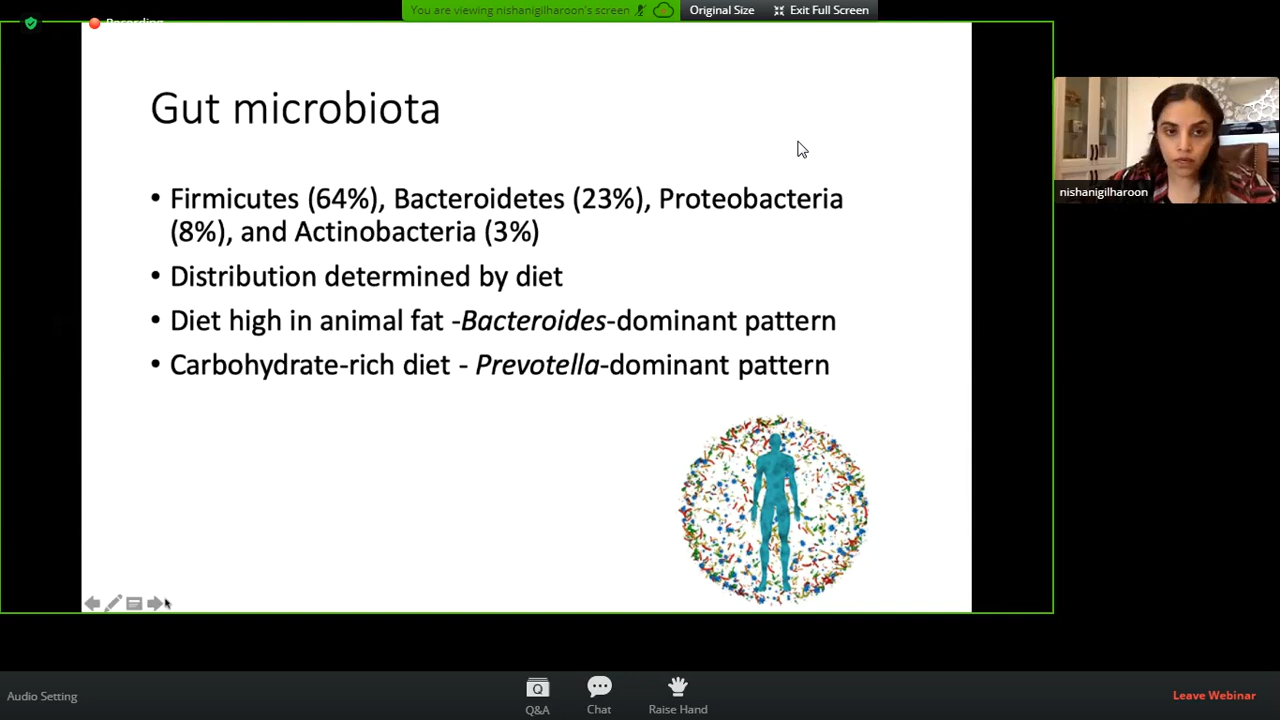 You are viewing nishanigilharoon's screen
Original Size
Exit Full Screen
Recording
Gut microbiota
• Firmicutes (64%), Bacteroidetes (23%), Proteobacteria
(8%), and Actinobacteria (3%)
• Distribution determined by diet
• Diet high in animal fat -Bacteroides-dominant pattern
• Carbohydrate-rich diet - Prevotella-dominant pattern
nishanigilharoon
Audio Setting
Q&A
Chat
Raise Hand
Leave Webinar